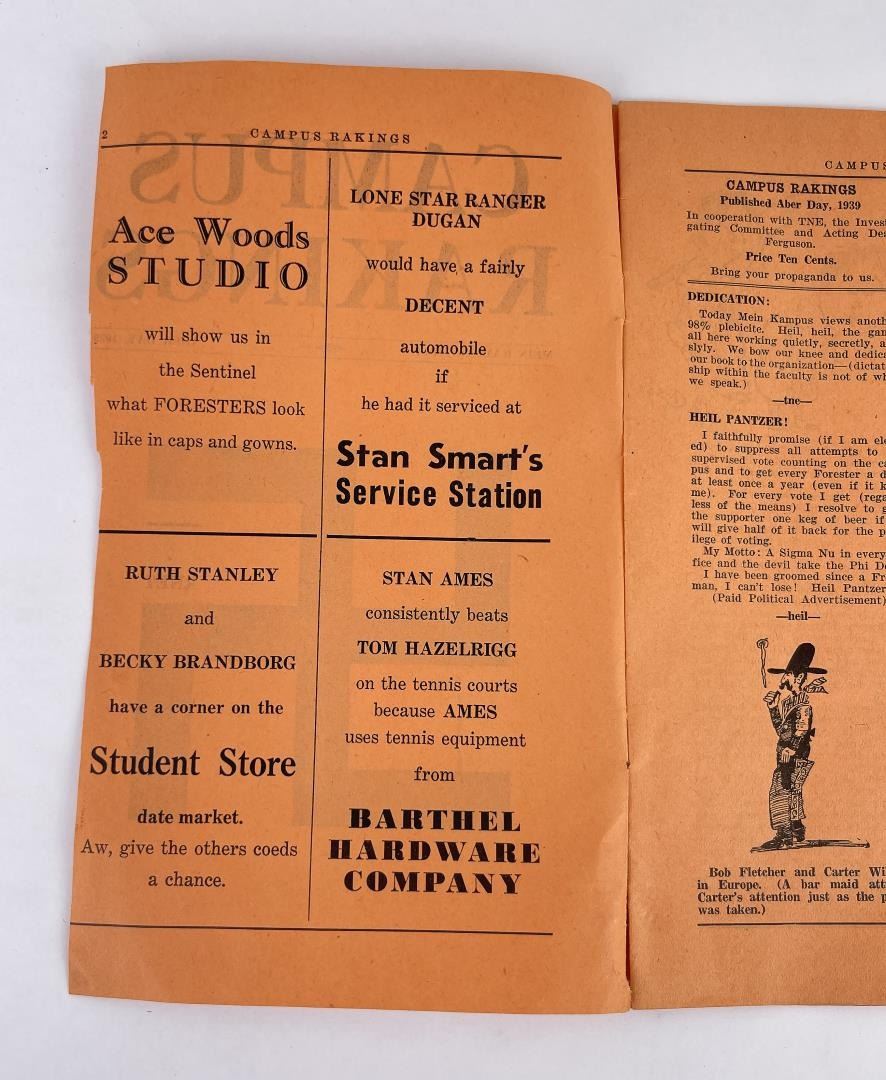 2
CAMPUS RAKINGS
Ace Woods
STUDIO
will show us in
the Sentinel
what FORESTERS look
like in caps and gowns.
LONE STAR RANGER
DUGAN
would have a fairly
DECENT
automobile
if
he had it serviced at
Stan Smart's
Service Station
RUTH STANLEY
and
BECKY BRANDBORG
have a corner on the
Student Store
date market.
Aw, give the others coeds
a chance.
STAN AMES
consistently beats
TOM HAZELRIGG
on the tennis courts
because AMES
uses tennis equipment
from
BARTHEL
HARDWARE
COMPANY
CAMPUS
CAMPUS RAKINGS
Published Aber Day, 1939
In cooperation with TNE, the Investi
gating Committee and Acting Dea
Ferguson.
Price Ten Cents.
Bring your propaganda to us.
DEDICATION:
Today Mein Kampus views anoth
98% plebicite. Heil, heil, the gan
all here working quietly, secretly, a
slyly. We bow our knee and dedic
our book to the organization—(dictat
ship within the faculty is not of wh
we speak.)
—tne—
HEIL PANTZER!
I faithfully promise (if I am ele
ed) to suppress all attempts to
supervised vote counting on the ca
pus and to get every Forester a d
at least once a year (even if it k
me). For every vote I get (rega
less of the means) I resolve to g
the supporter one keg of beer if
will give half of it back for the p
ilege of voting.
My Motto: A Sigma Nu in every
fice and the devil take the Phi De
I have been groomed since a Fr
man, I can't lose! Heil Pantzer
(Paid Political Advertisement)
—heil—
Bob Fletcher and Carter Wi
in Europe. (A bar maid att
Carter's attention just as the p
was taken.)